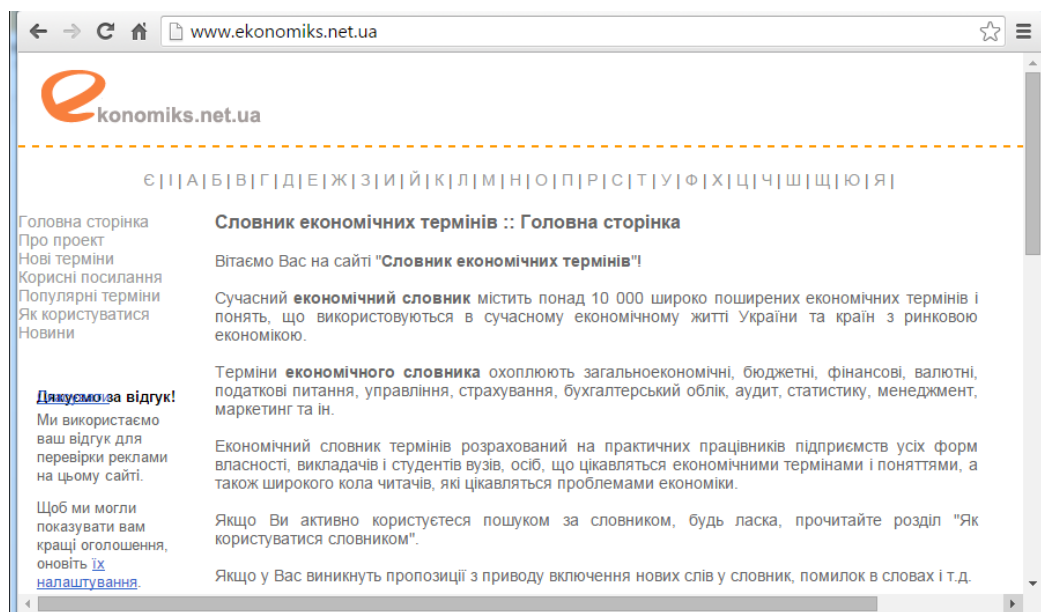 www.ekonomiks.net.ua
ekonomiks.net.ua
Є | І | А | Б | В | Г | Д | Е | Ж | З | И | Й | К | Л | М | Н | О | П | Р | С | Т | У | Ф | Х | Ц | Ч | Ш | Щ | Ю | Я |
Головна сторінка
Про проект
Нові терміни
Корисні посилання
Популярні терміни
Як користуватися
Новини
за відгук!
Ми використаємо
ваш відгук для
перевірки реклами
на цьому сайті.
Щоб ми могли
показувати вам
кращі оголошення,
оновіть їх
налаштування.
Словник економічних термінів :: Головна сторінка
Вітаємо Вас на сайті "Словник економічних термінів"!
Сучасний економічний словник містить понад 10 000 широко поширених економічних термінів і
понять, що використовуються в сучасному економічному житті України та країн з ринковою
економікою.
Терміни економічного словника охоплюють загальноекономічні, бюджетні, фінансові, валютні,
податкові питання, управління, страхування, бухгалтерський облік, аудит, статистику, менеджмент,
маркетинг та ін.
Економічний словник термінів розрахований на практичних працівників підприємств усіх форм
власності, викладачів і студентів вузів, осіб, що цікавляться економічними термінами і поняттями, а
також широкого кола читачів, які цікавляться проблемами економіки.
Якщо Ви активно користуєтеся пошуком за словником, будь ласка, прочитайте розділ "Як
користуватися словником".
Якщо у Вас виникнуть пропозиції з приводу включення нових слів у словник, помилок в словах і т.д.